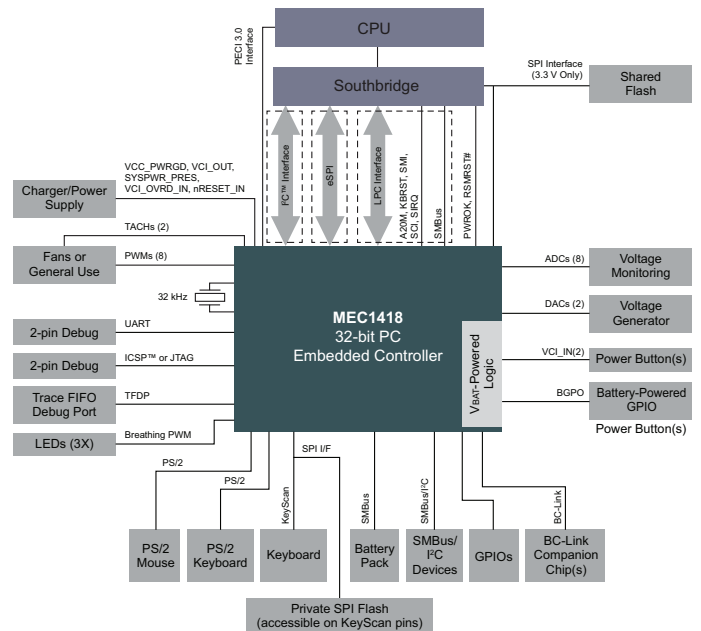 CPU
PECI 3.0
Interface
Southbridge
SPI Interface
(3.3 V Only)
Shared
Flash
I²C™ Interface
eSPI
LPC Interface
A20M, KBRST, SMI,
SCI, SIRQ
SMBus
PWROK, RSMRST#
VCC_PWRGD, VCI_OUT,
SYSPWR_PRES,
VCI_OVRD_IN, nRESET_IN
Charger/Power
Supply
TACHs (2)
Fans or
General Use
PWMs (8)
32 kHz
2-pin Debug
UART
2-pin Debug
ICSP™ or JTAG
Trace FIFO
Debug Port
TFDP
LEDs (3X)
Breathing PWM
MEC1418
32-bit PC
Embedded Controller
VBAT-Powered
Logic
ADCs (8)
Voltage
Monitoring
DACs (2)
Voltage
Generator
VCI_IN(2)
Power Button(s)
BGPO
Battery-Powered
GPIO
Power Button(s)
PS/2
PS/2
KeyScan
SPI I/F
SMBus
SMBus/I²C
BC-Link
PS/2
Mouse
PS/2
Keyboard
Keyboard
Battery
Pack
SMBus/
I²C
Devices
GPIOs
BC-Link
Companion
Chip(s)
Private SPI Flash
(accessible on KeyScan pins)